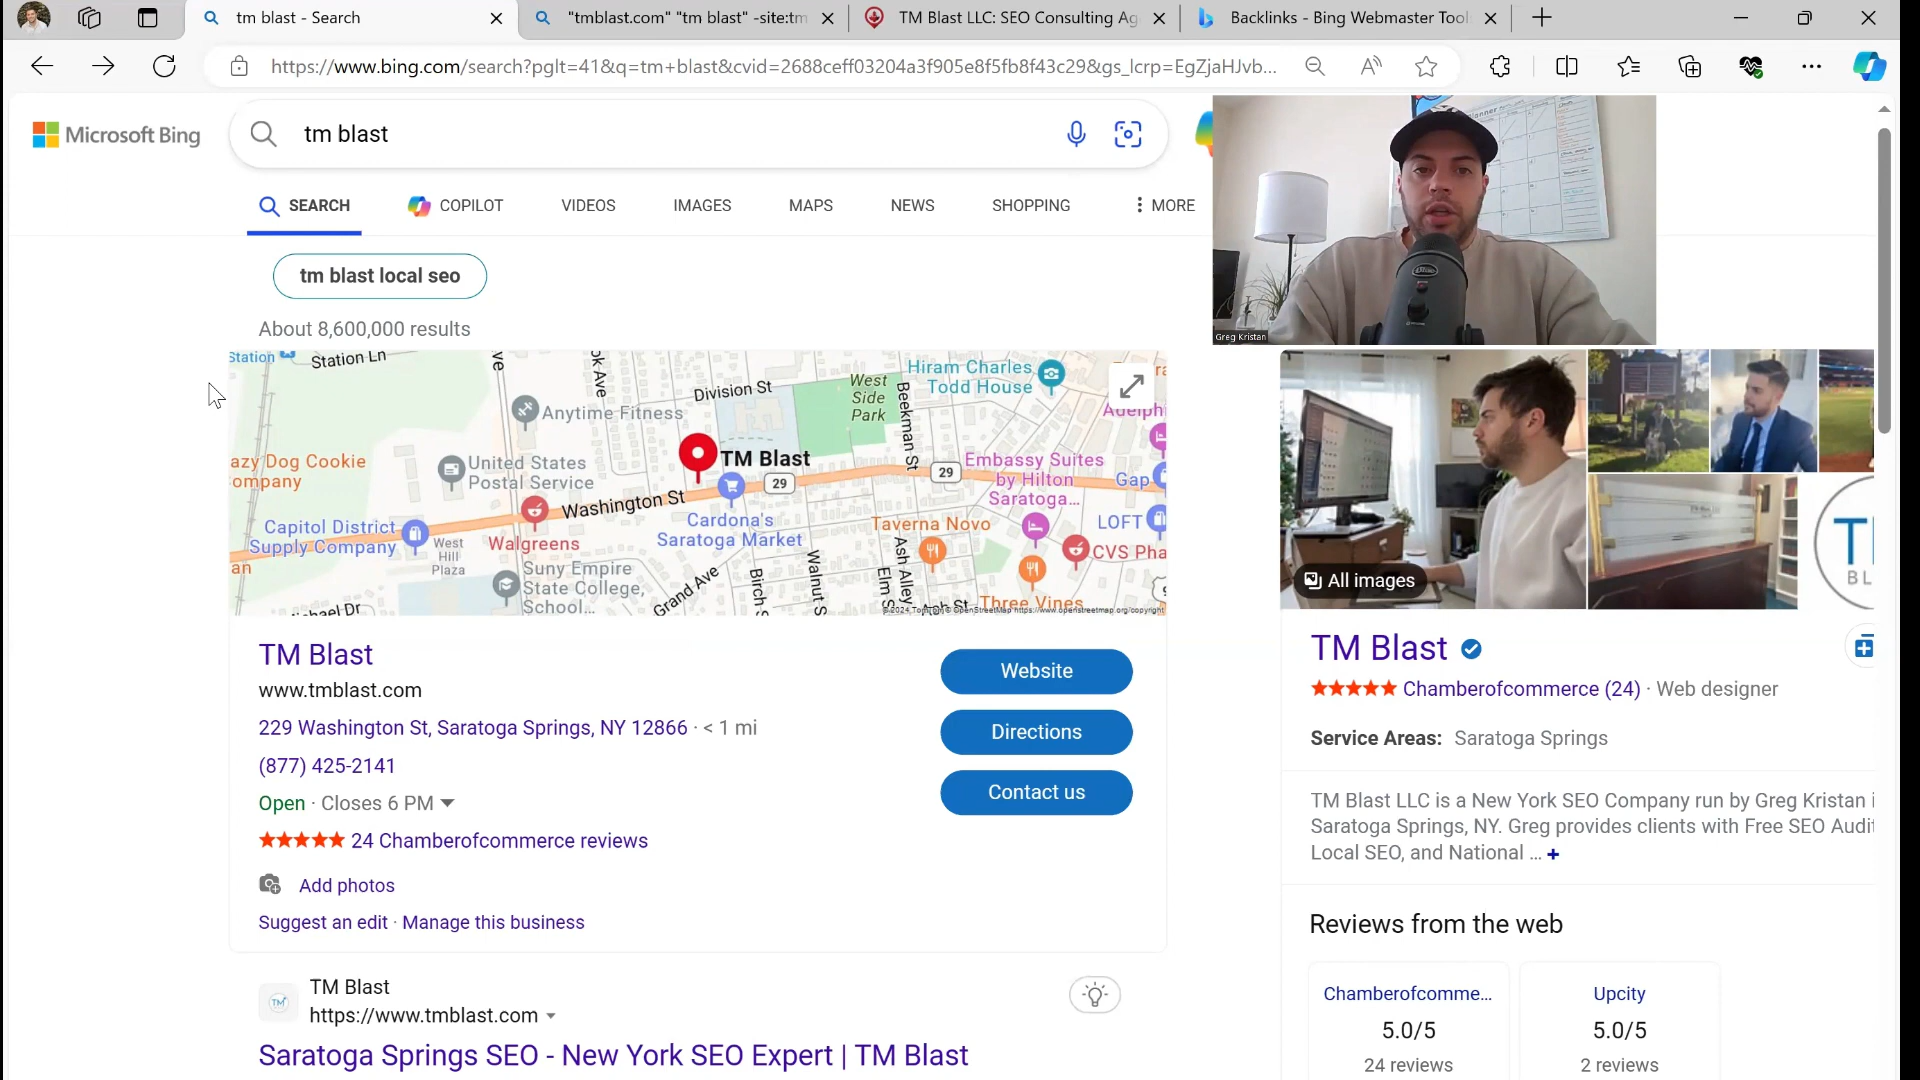 tm blast - Search
"tmblast.com" "tm blast" -site:tm
TM Blast LLC: SEO Consulting Ag
Backlinks - Bing Webmaster Tool
https://www.bing.com/search?pglt=41&q=tm+blast&cvid=2688ceff03204a3f905e8f5fb8f43c29&gs_lcrp=EgZjaHJvb...
Microsoft Bing
tm blast
SEARCH
COPILOT
VIDEOS
IMAGES
MAPS
NEWS
SHOPPING
MORE
Greg Kristan
tm blast local seo
About 8,600,000 results
Station
Station Ln
ve
ok Ave
Division St
West
Side
Park
Beekman St
Hiram Charles
Todd House
Adelphi
Anytime Fitness
azy Dog Cookie
ompany
United States
Postal Service
TM Blast
29
29
Embassy Suites
by Hilton
Saratoga...
Gap
Washington St
Capitol District
Supply Company
West
Hill
Plaza
Walgreens
Cardona's
Saratoga Market
Taverna Novo
LOFT
CVS Pha
an
Suny Empire
State College,
School...
Grand Ave
Birch S
Walnut S
Elm S
Ash Alley
Ash St
Three Vines
ichael Dr
All images
BL
TM Blast
www.tmblast.com
229 Washington St, Saratoga Springs, NY 12866 · < 1 mi
(877) 425-2141
Open · Closes 6 PM
24 Chamberofcommerce reviews
Add photos
Suggest an edit · Manage this business
Website
Directions
Contact us
TM Blast
https://www.tmblast.com
Saratoga Springs SEO - New York SEO Expert | TM Blast
TM Blast
Chamberofcommerce (24) · Web designer
Service Areas: Saratoga Springs
TM Blast LLC is a New York SEO Company run by Greg Kristan i
Saratoga Springs, NY. Greg provides clients with Free SEO Audit
Local SEO, and National ... +
Reviews from the web
Chamberofcomme...
5.0/5
24 reviews
Upcity
5.0/5
2 reviews